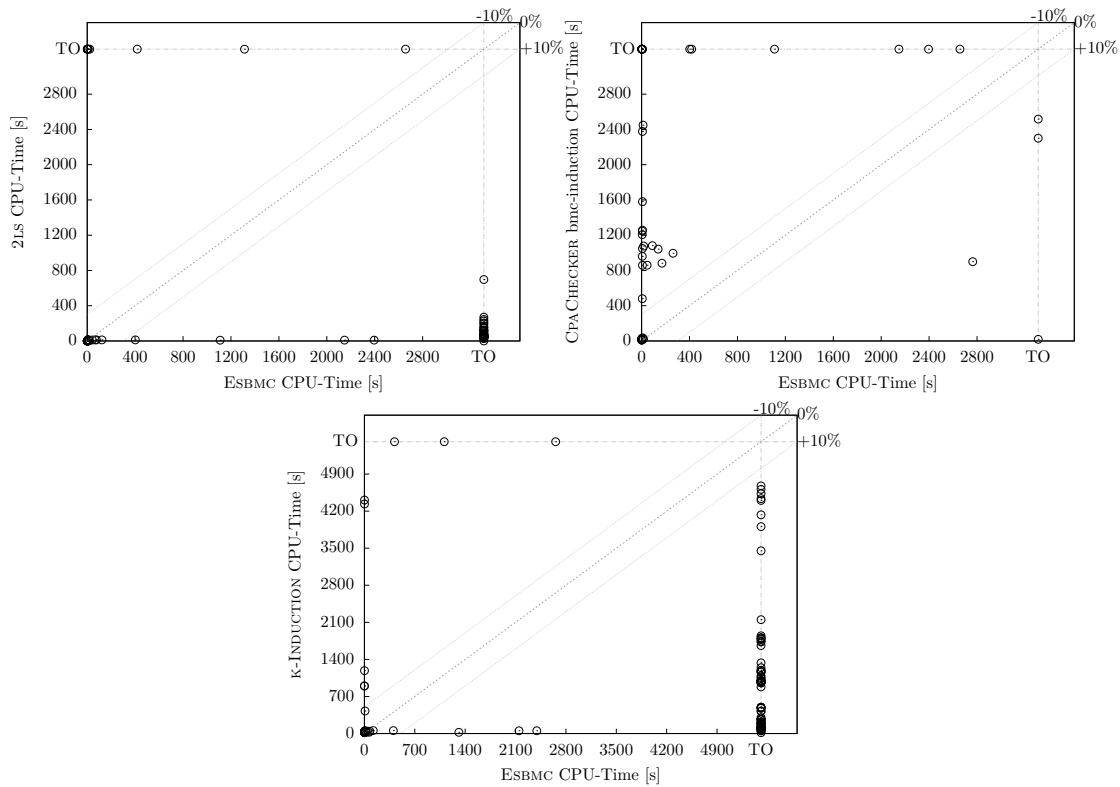 -10%
0%
+10%
TO
2800
2400
2000
1600
1200
800
400
0
2LS CPU-Time [s]
0 400 800 1200 1600 2000 2400 2800 TO
ESBMC CPU-Time [s]
-10%
0%
+10%
TO
2800
2400
2000
1600
1200
800
400
0
CPACHECKER bmc-induction CPU-Time [s]
0 400 800 1200 1600 2000 2400 2800 TO
ESBMC CPU-Time [s]
-10%
0%
+10%
TO
4900
4200
3500
2800
2100
1400
700
0
K-INDUCTION CPU-Time [s]
0 700 1400 2100 2800 3500 4200 4900 TO
ESBMC CPU-Time [s]